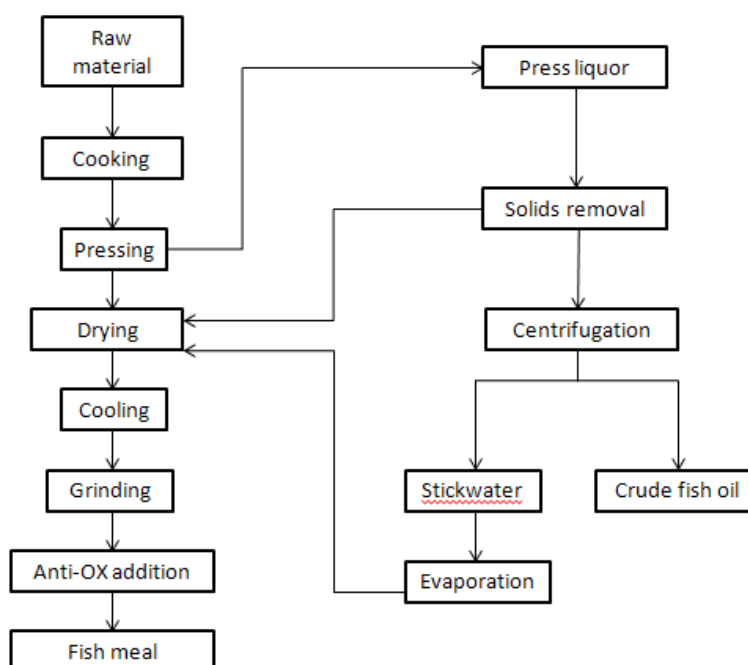 Raw
material
Press liquor
Cooking
Solids removal
Pressing
Drying
Centrifugation
Cooling
Grinding
Stickwater
Crude fish oil
Anti-OX addition
Evaporation
Fish meal